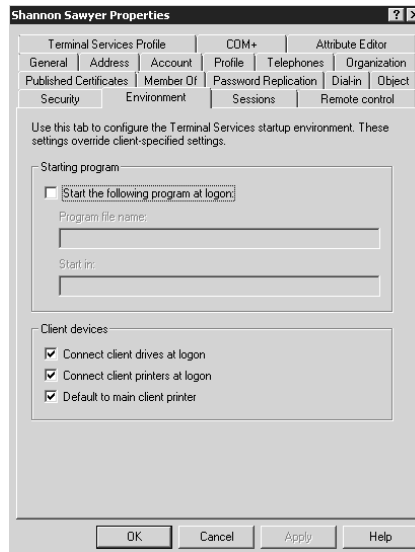 Shannon Sawyer Properties
Terminal Services Profile COM+ Attribute Editor
General Address Account Profile Telephones Organization
Published Certificates Member Of Password Replication Dial-in Object
Security Environment Sessions Remote control
Use this tab to configure the Terminal Services startup environment. These
settings override client-specified settings.
Starting program
Start the following program at logon:
Program file name:
Start in:
Client devices
Connect client drives at logon
Connect client printers at logon
Default to main client printer
OK Cancel Apply Help